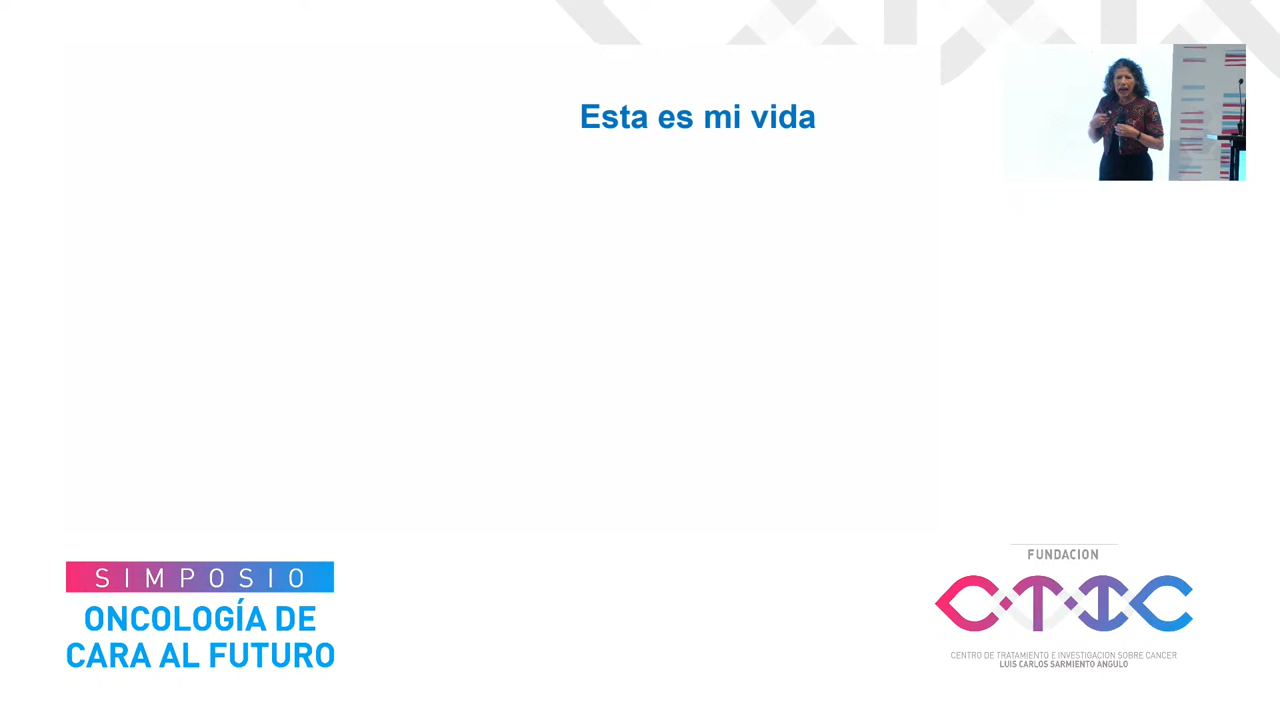 Esta es mi vida
SIMPOSIO
ONCOLOGÍA DE
CARA AL FUTURO
FUNDACION
CTIC
CENTRO DE TRATAMIENTO E INVESTIGACION SOBRE CANCER
LUIS CARLOS SARMIENTO ANGULO